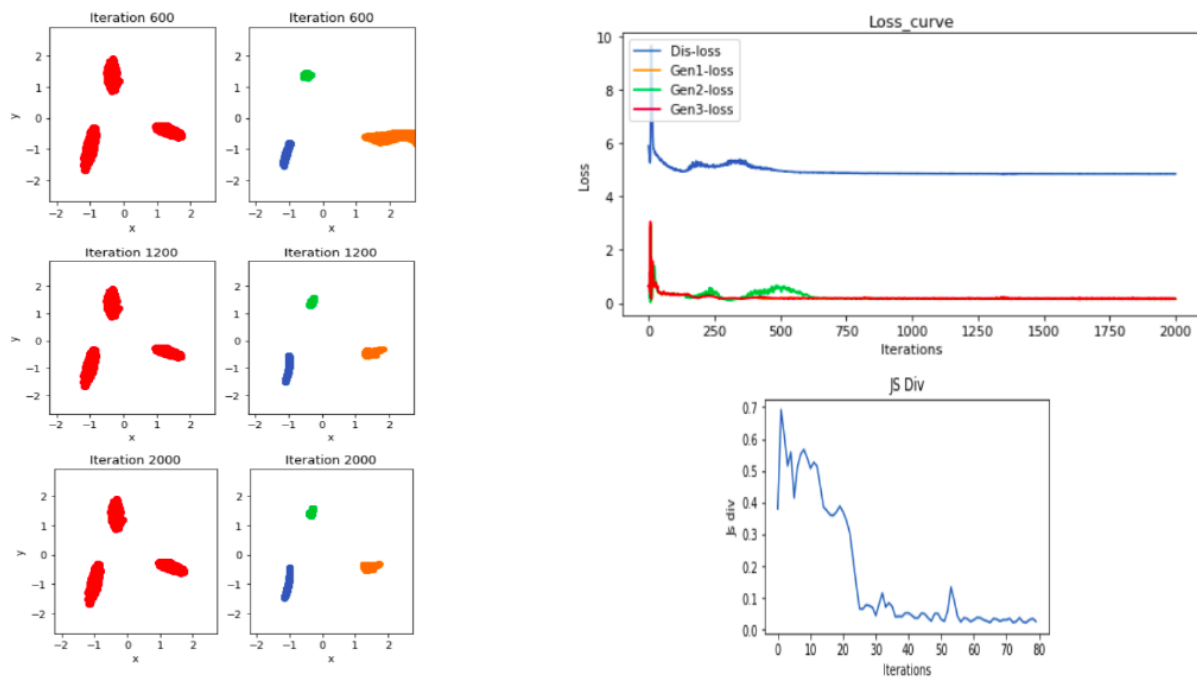 Iteration 600
2
1
0
−1
−2
y
−2 −1 0 1 2
x
Iteration 600
2
1
0
−1
−2
−2 −1 0 1 2
x
Iteration 1200
2
1
0
−1
−2
y
−2 −1 0 1 2
x
Iteration 1200
2
1
0
−1
−2
−2 −1 0 1 2
x
Iteration 2000
2
1
0
−1
−2
y
−2 −1 0 1 2
x
Iteration 2000
2
1
0
−1
−2
−2 −1 0 1 2
x
Loss_curve
Dis-loss
Gen1-loss
Gen2-loss
Gen3-loss
10
8
6
4
2
0
Loss
0 250 500 750 1000 1250 1500 1750 2000
Iterations
JS Div
0.7
0.6
0.5
0.4
0.3
0.2
0.1
0.0
Js div
0 10 20 30 40 50 60 70 80
Iterations